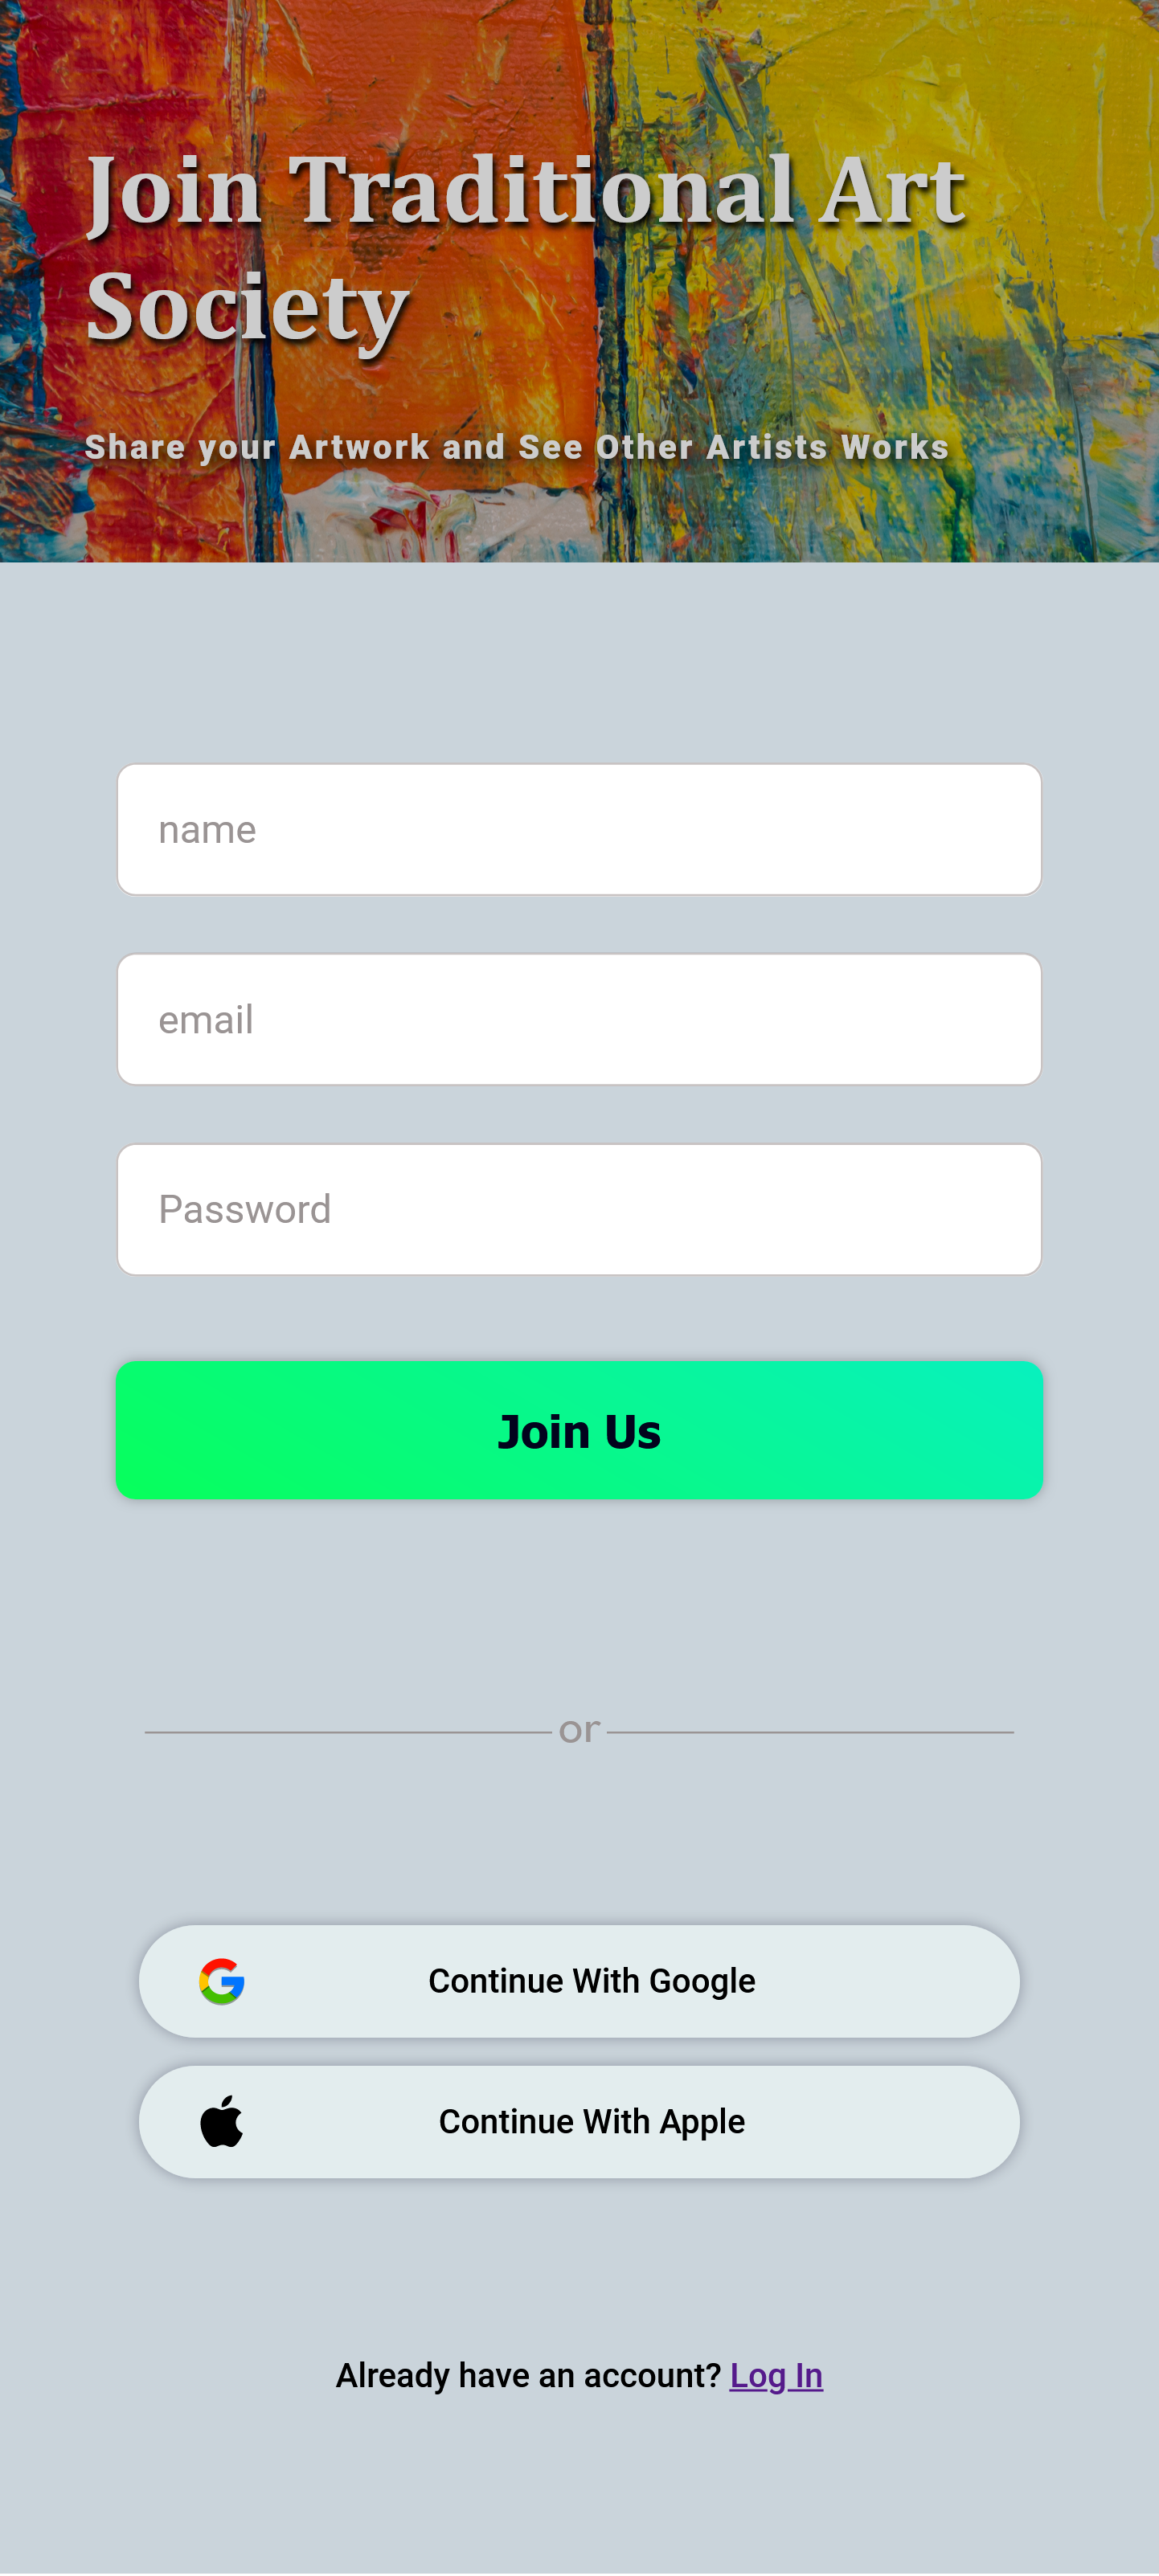 Join Traditional Art
Society
Share your Artwork and See Other Artists Works
name
email
Password
Join Us
or
Continue With Google
Continue With Apple
Already have an account? Log In